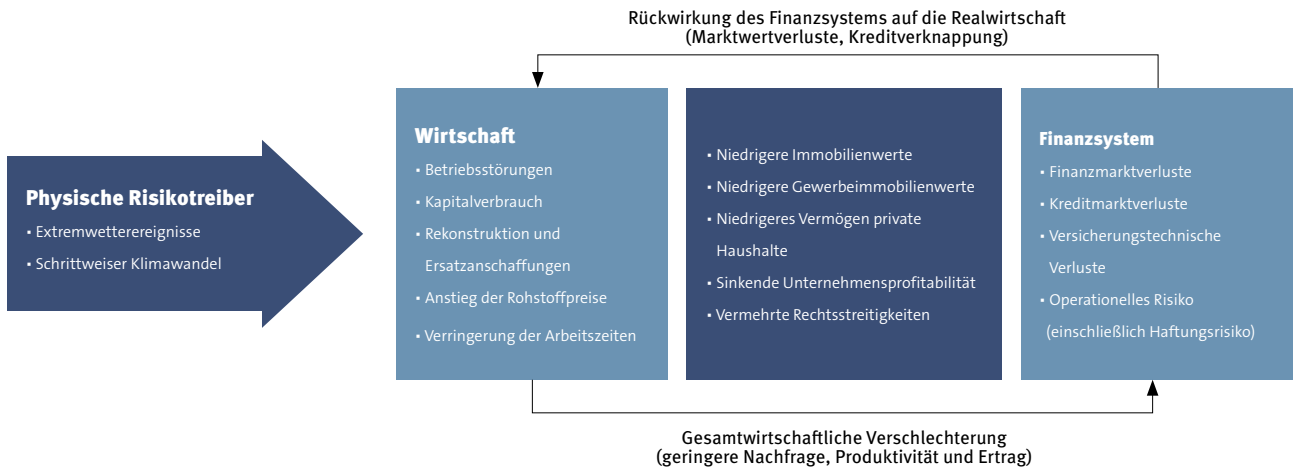 Rückwirkung des Finanzsystems auf die Realwirtschaft
(Marktwertverluste, Kreditverknappung)
Physische Risikotreiber
▪ Extremwetterereignisse
▪ Schrittweiser Klimawandel
Wirtschaft
▪ Betriebsstörungen
▪ Kapitalverbrauch
▪ Rekonstruktion und
Ersatzanschaffungen
▪ Anstieg der Rohstoffpreise
▪ Verringerung der Arbeitszeiten
▪ Niedrigere Immobilienwerte
▪ Niedrigere Gewerbeimmobilienwerte
▪ Niedrigeres Vermögen private
Haushalte
▪ Sinkende Unternehmensprofitabilität
▪ Vermehrte Rechtsstreitigkeiten
Finanzsystem
▪ Finanzmarktverluste
▪ Kreditmarktverluste
▪ Versicherungstechnische
Verluste
▪ Operationelles Risiko
(einschließlich Haftungsrisiko)
Gesamtwirtschaftliche Verschlechterung
(geringere Nachfrage, Produktivität und Ertrag)